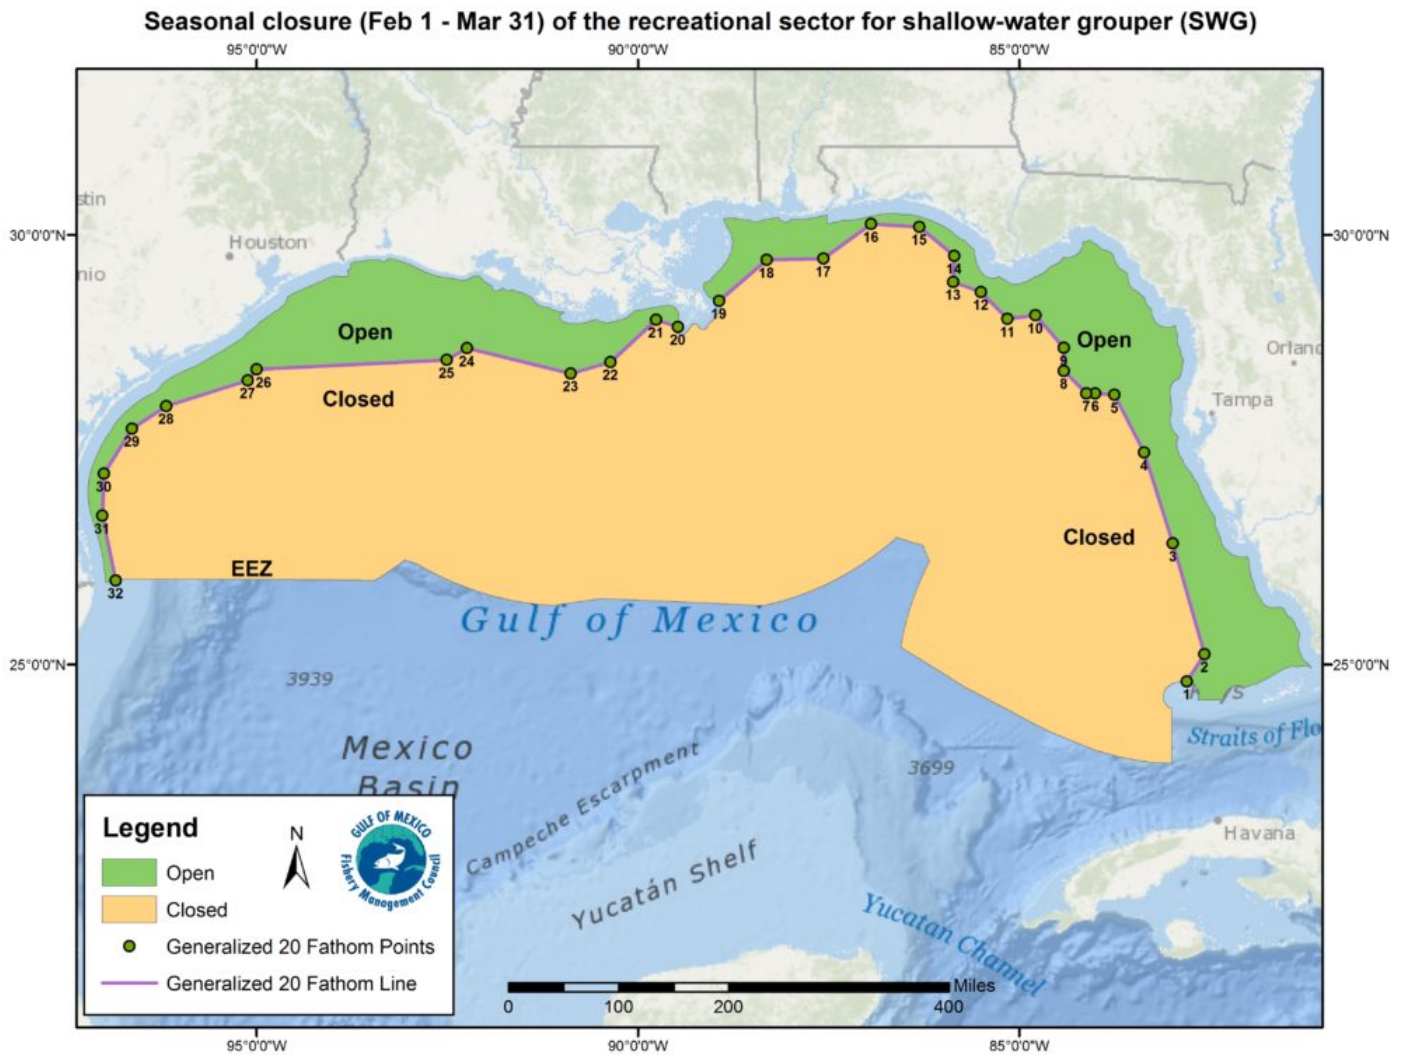 Seasonal closure (Feb 1 - Mar 31) of the recreational sector for shallow-water grouper (SWG)
95°0'0"W 90°0'0"W 85°0'0"W
stin
30°0'0"N Houston 30°0'0"N
nio
16 15
18 17 14
13
12
19
21 20 11 10
Open Open Orlanc
9
25 24 22 8
26 23
27 76 5 Tampa
Closed
28
29
4
30
31 Closed
3
EEZ
32
Gulf of Mexico
2
25°0'0"N 25°0'0"N
3939 1
Straits of Flo
Mexico
Basin
3699
Campeche Escarpment
Legend
N
GULF OF MEXICO
Fishery Management Council
Open
Closed
Generalized 20 Fathom Points
Generalized 20 Fathom Line
Havana
Yucatán Shelf
Yucatan Channel
Miles
0 100 200 400
95°0'0"W 90°0'0"W 85°0'0"W